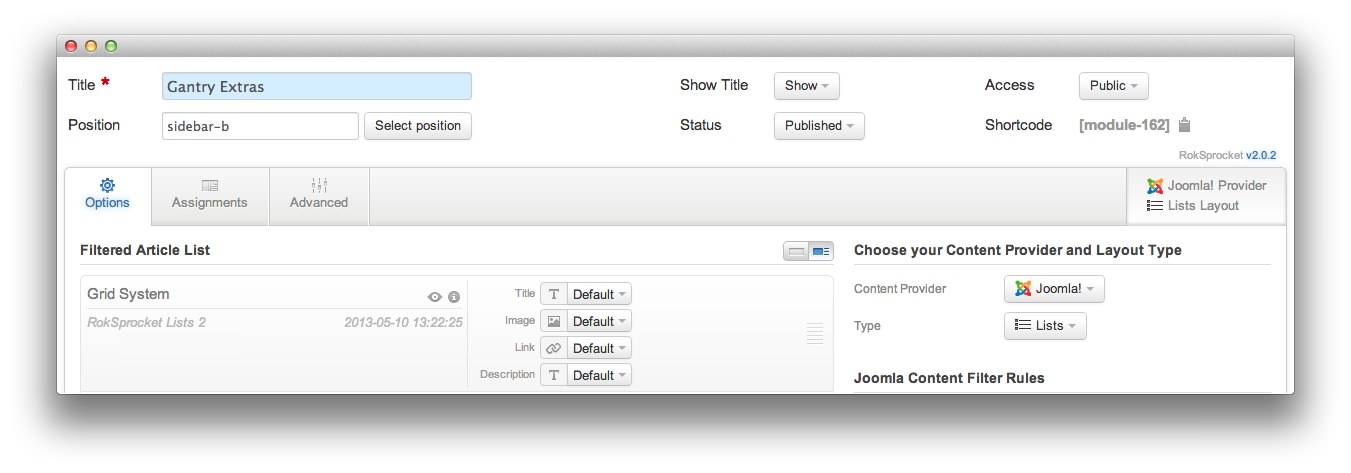 Title * Gantry Extras Show Title Show Access Public
Position sidebar-b Select position Status Published Shortcode [module-162]
RokSprocket v2.0.2
Options Assignments Advanced
Joomla! Provider
Lists Layout
Filtered Article List
Grid System
RokSprocket Lists 2 2013-05-10 13:22:25
Title T Default
Image Default
Link Default
Description T Default
Choose your Content Provider and Layout Type
Content Provider Joomla!
Type Lists
Joomla Content Filter Rules